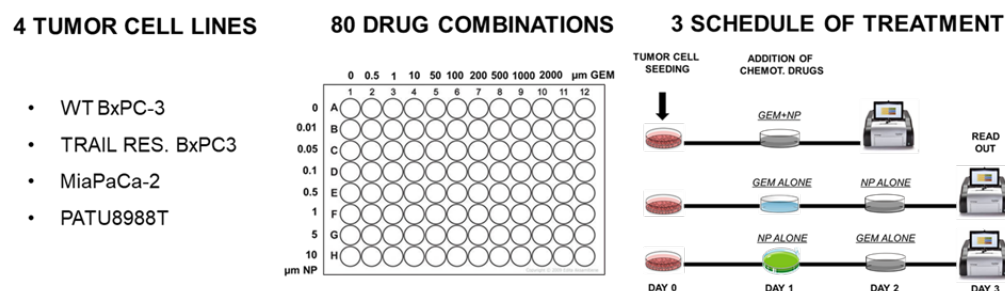 4 TUMOR CELL LINES
• WT BxPC-3
• TRAIL RES. BxPC3
• MiaPaCa-2
• PATU8988T
80 DRUG COMBINATIONS
0 0.5 1 10 50 100 200 500 1000 2000 µm GEM
1 2 3 4 5 6 7 8 9 10 11 12
0 A
0.01 B
0.05 C
0.1 D
0.5 E
1 F
5 G
10 H
µm NP
3 SCHEDULE OF TREATMENT
TUMOR CELL
SEEDING
ADDITION OF
CHEMOT. DRUGS
GEM+NP
READ
OUT
GEM ALONE
NP ALONE
NP ALONE
GEM ALONE
DAY 0
DAY 1
DAY 2
DAY 3